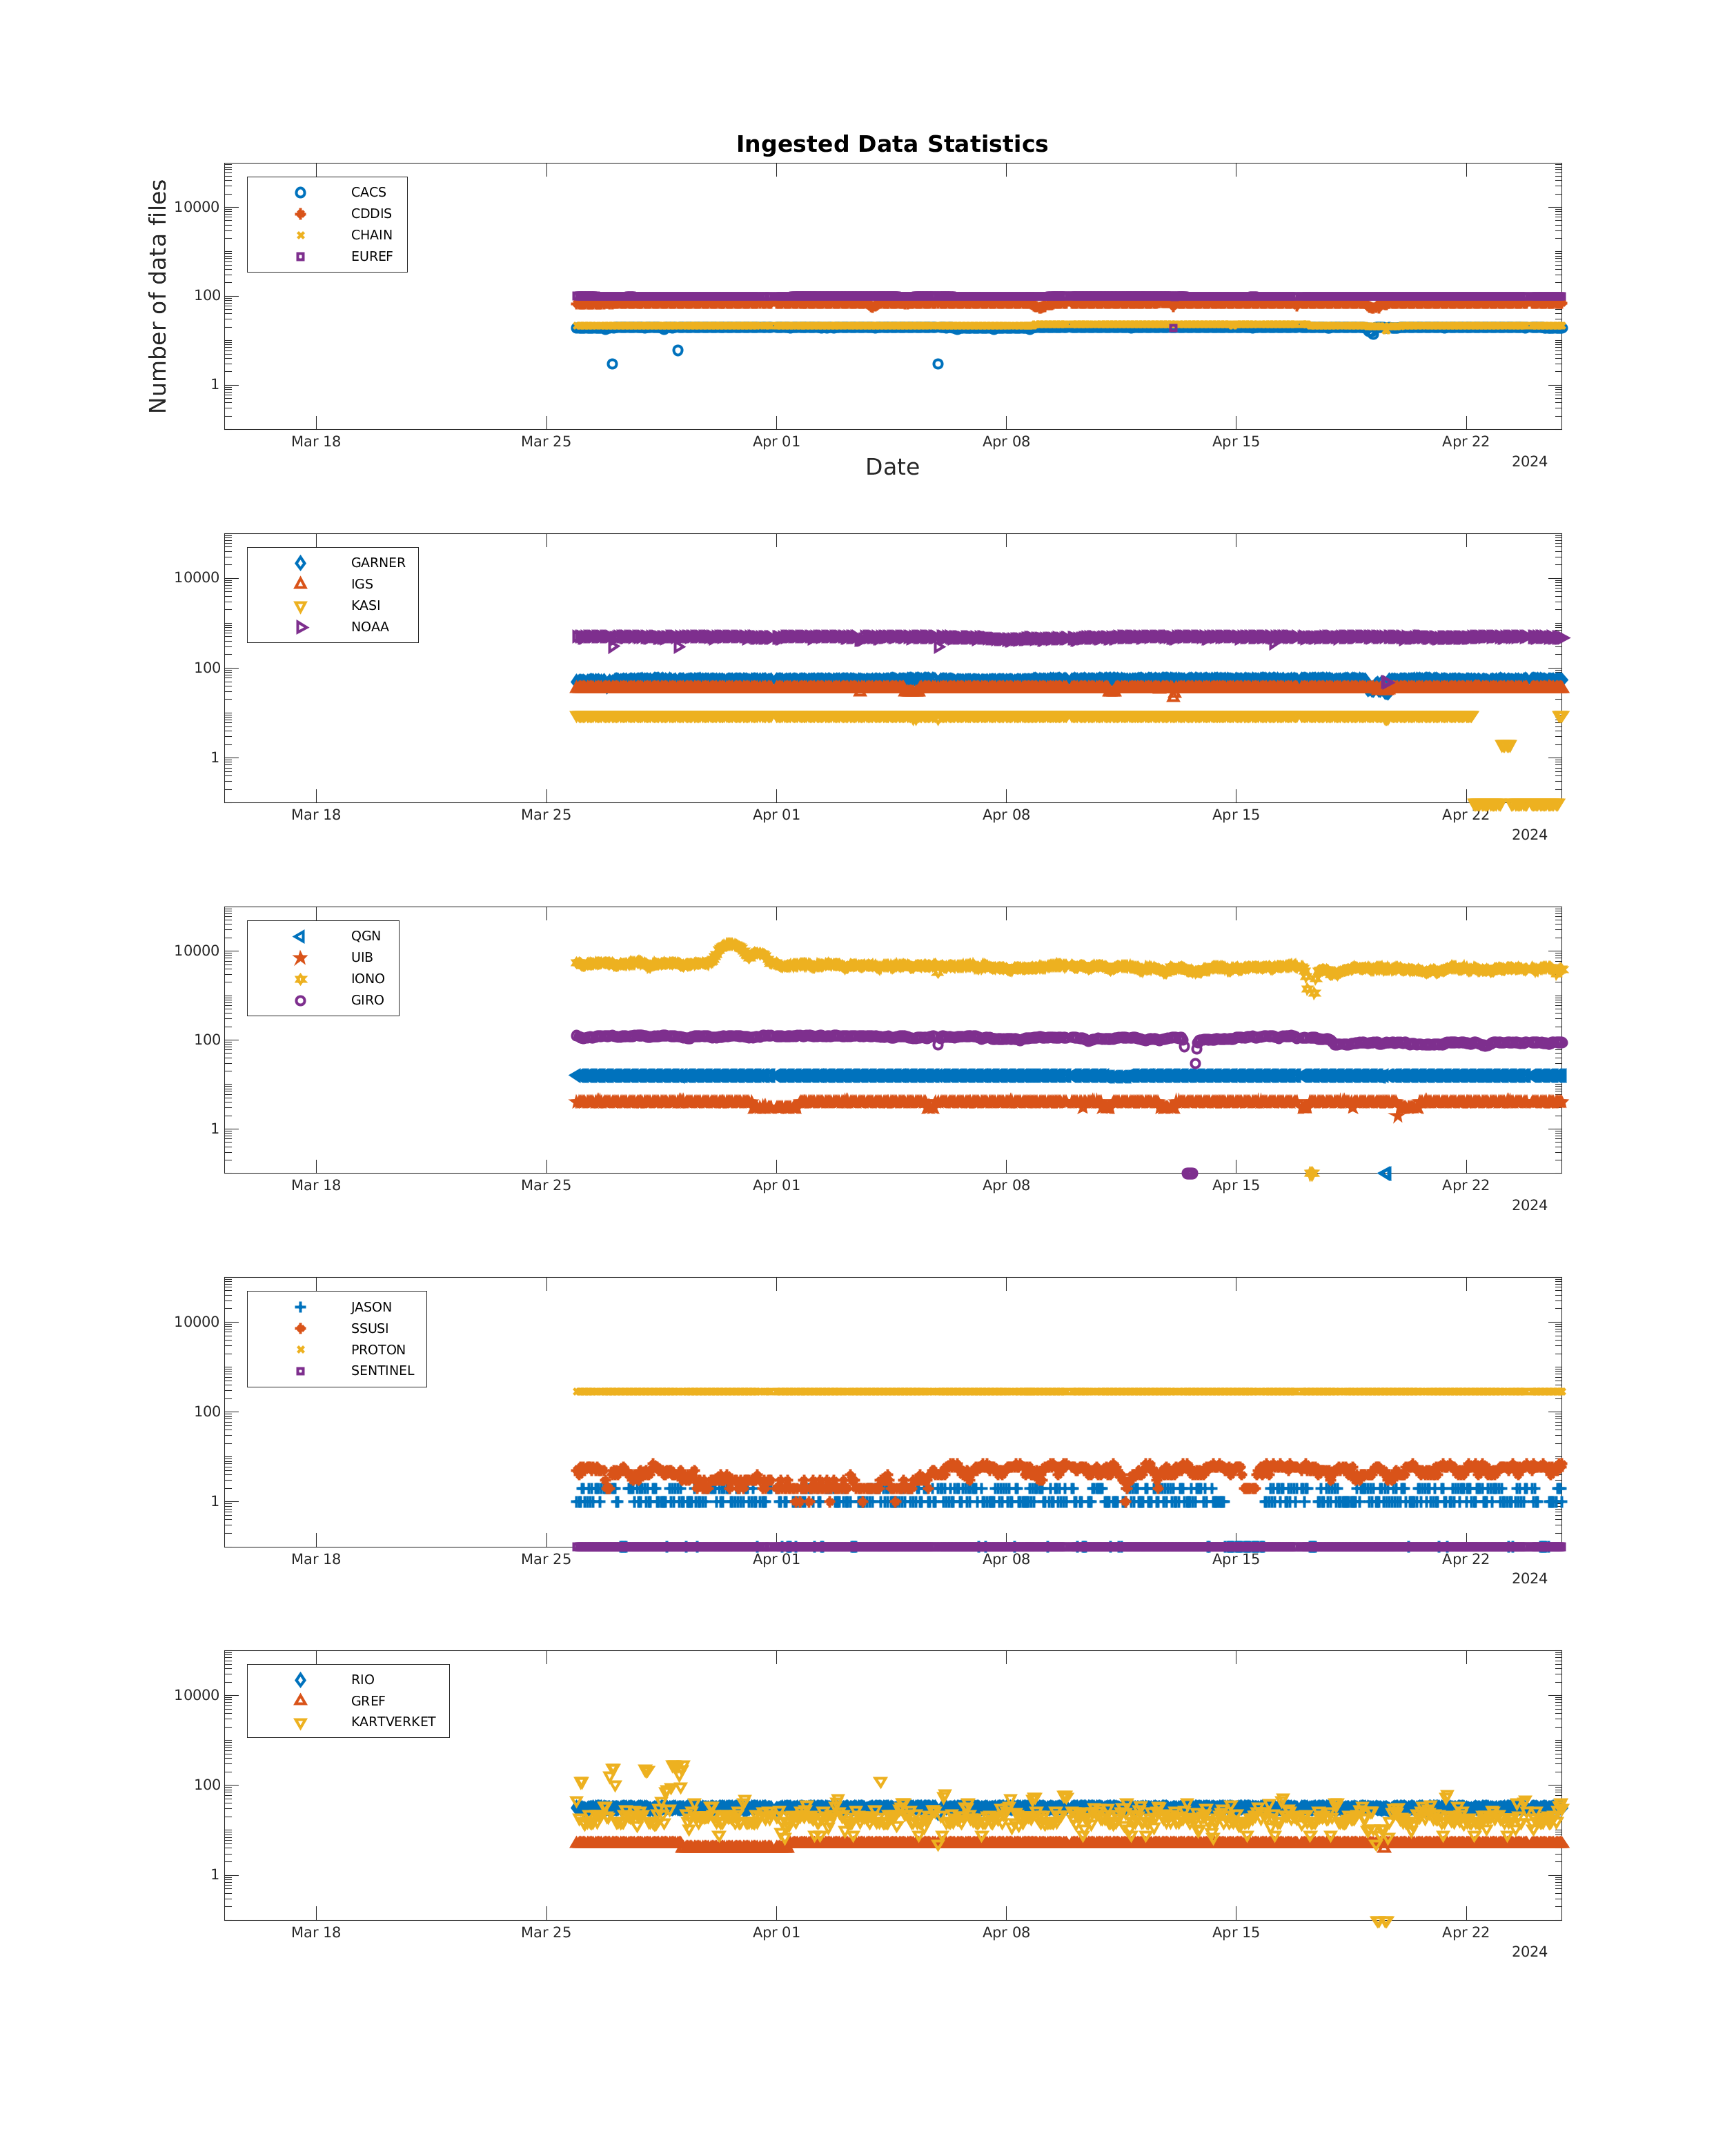 Ingested Data Statistics
Number of data files
CACS
CDDIS
CHAIN
EUREF
10000
100
1
Mar 18 Mar 25 Apr 01 Apr 08 Apr 15 Apr 22
2024
Date
GARNER
IGS
KASI
NOAA
10000
100
1
Mar 18 Mar 25 Apr 01 Apr 08 Apr 15 Apr 22
2024
QGN
UIB
IONO
GIRO
10000
100
1
Mar 18 Mar 25 Apr 01 Apr 08 Apr 15 Apr 22
2024
JASON
SSUSI
PROTON
SENTINEL
10000
100
1
Mar 18 Mar 25 Apr 01 Apr 08 Apr 15 Apr 22
2024
RIO
GREF
KARTVERKET
10000
100
1
Mar 18 Mar 25 Apr 01 Apr 08 Apr 15 Apr 22
2024